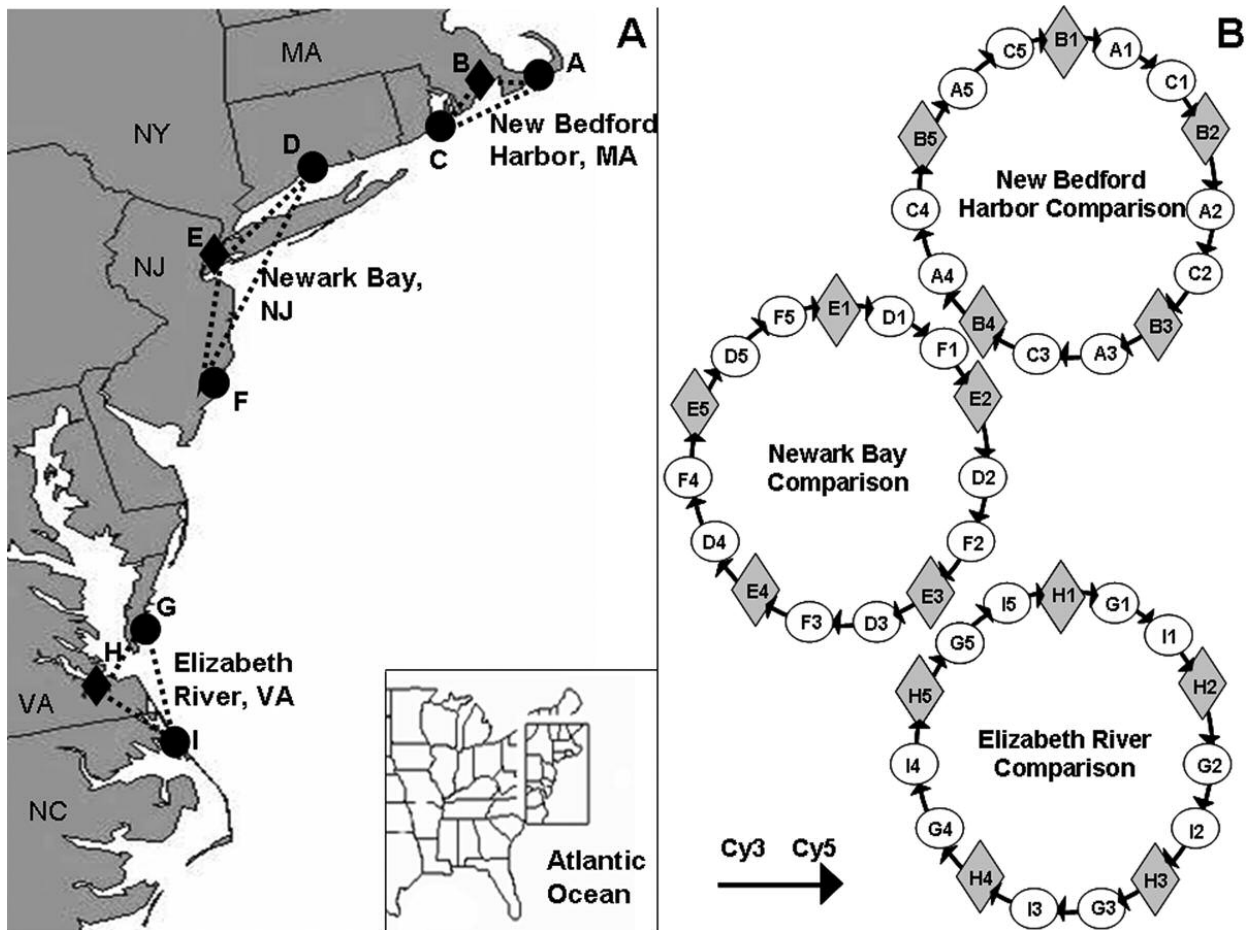 A
MA
B
A
NY
New Bedford
Harbor, MA
C
D
E
NJ
Newark Bay,
NJ
F
G
H
Elizabeth
River, VA
VA
I
NC
Atlantic
Ocean
B
B1
A1
C1
B2
A2
C2
B3
A3
C3
B4
A4
C4
B5
A5
C5
New Bedford
Harbor Comparison
E1
D1
F1
E2
D2
F2
E3
D3
F3
E4
D4
F4
E5
D5
F5
Newark Bay
Comparison
H1
G1
I1
H2
G2
I2
H3
G3
I3
H4
G4
I4
H5
G5
I5
Elizabeth River
Comparison
Cy3 Cy5